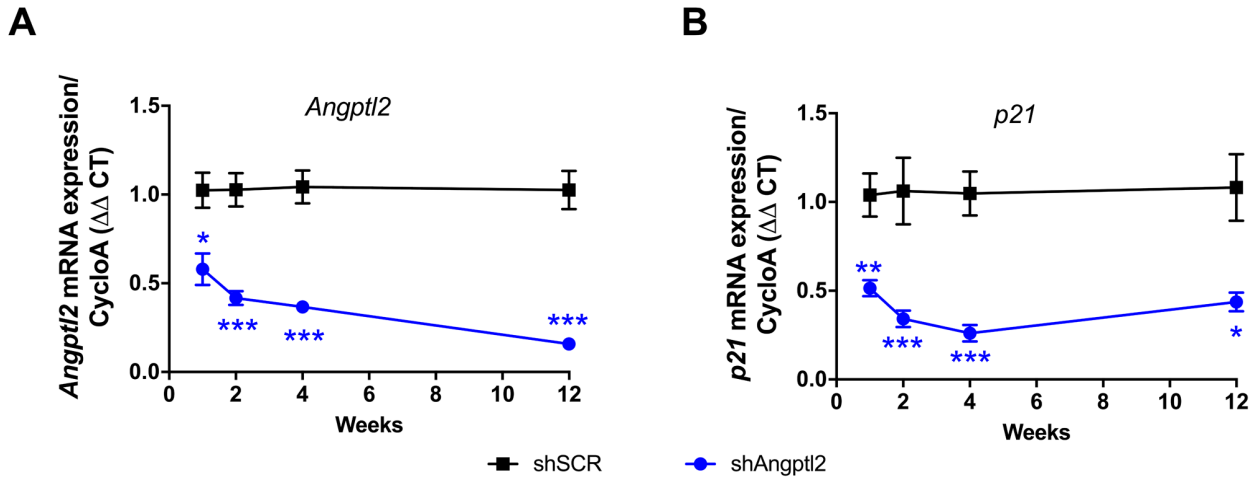 A
Angptl2 mRNA expression/
CycloA (ΔΔ CT)
Angptl2
1.5
1.0
0.5
0.0
*
***
***
***
0
2
4
6
8
10
12
Weeks
B
p21 mRNA expression/
CycloA (ΔΔ CT)
p21
1.5
1.0
0.5
0.0
**
***
***
*
0
2
4
6
8
10
12
Weeks
shSCR
shAngptl2